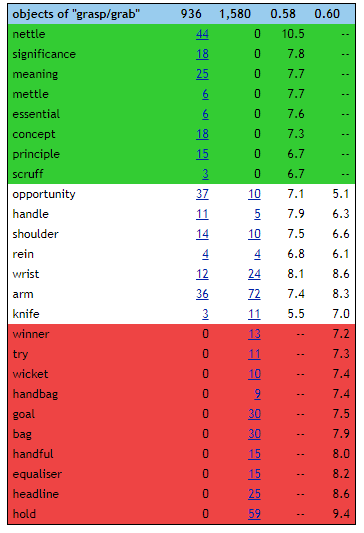 objects of "grasp/grab" 936 1,580 0.58 0.60
nettle 44 0 10.5 --
significance 18 0 7.8 --
meaning 25 0 7.7 --
mettle 6 0 7.7 --
essential 6 0 7.6 --
concept 18 0 7.3 --
principle 15 0 6.7 --
scruff 3 0 6.7 --
opportunity 37 10 7.1 5.1
handle 11 5 7.9 6.3
shoulder 14 10 7.5 6.6
rein 4 4 6.8 6.1
wrist 12 24 8.1 8.6
arm 36 72 7.4 8.3
knife 3 11 5.5 7.0
winner 0 13 -- 7.2
try 0 11 -- 7.3
wicket 0 10 -- 7.4
handbag 0 9 -- 7.4
goal 0 30 -- 7.5
bag 0 30 -- 7.9
handful 0 15 -- 8.0
equaliser 0 15 -- 8.2
headline 0 25 -- 8.6
hold 0 59 -- 9.4